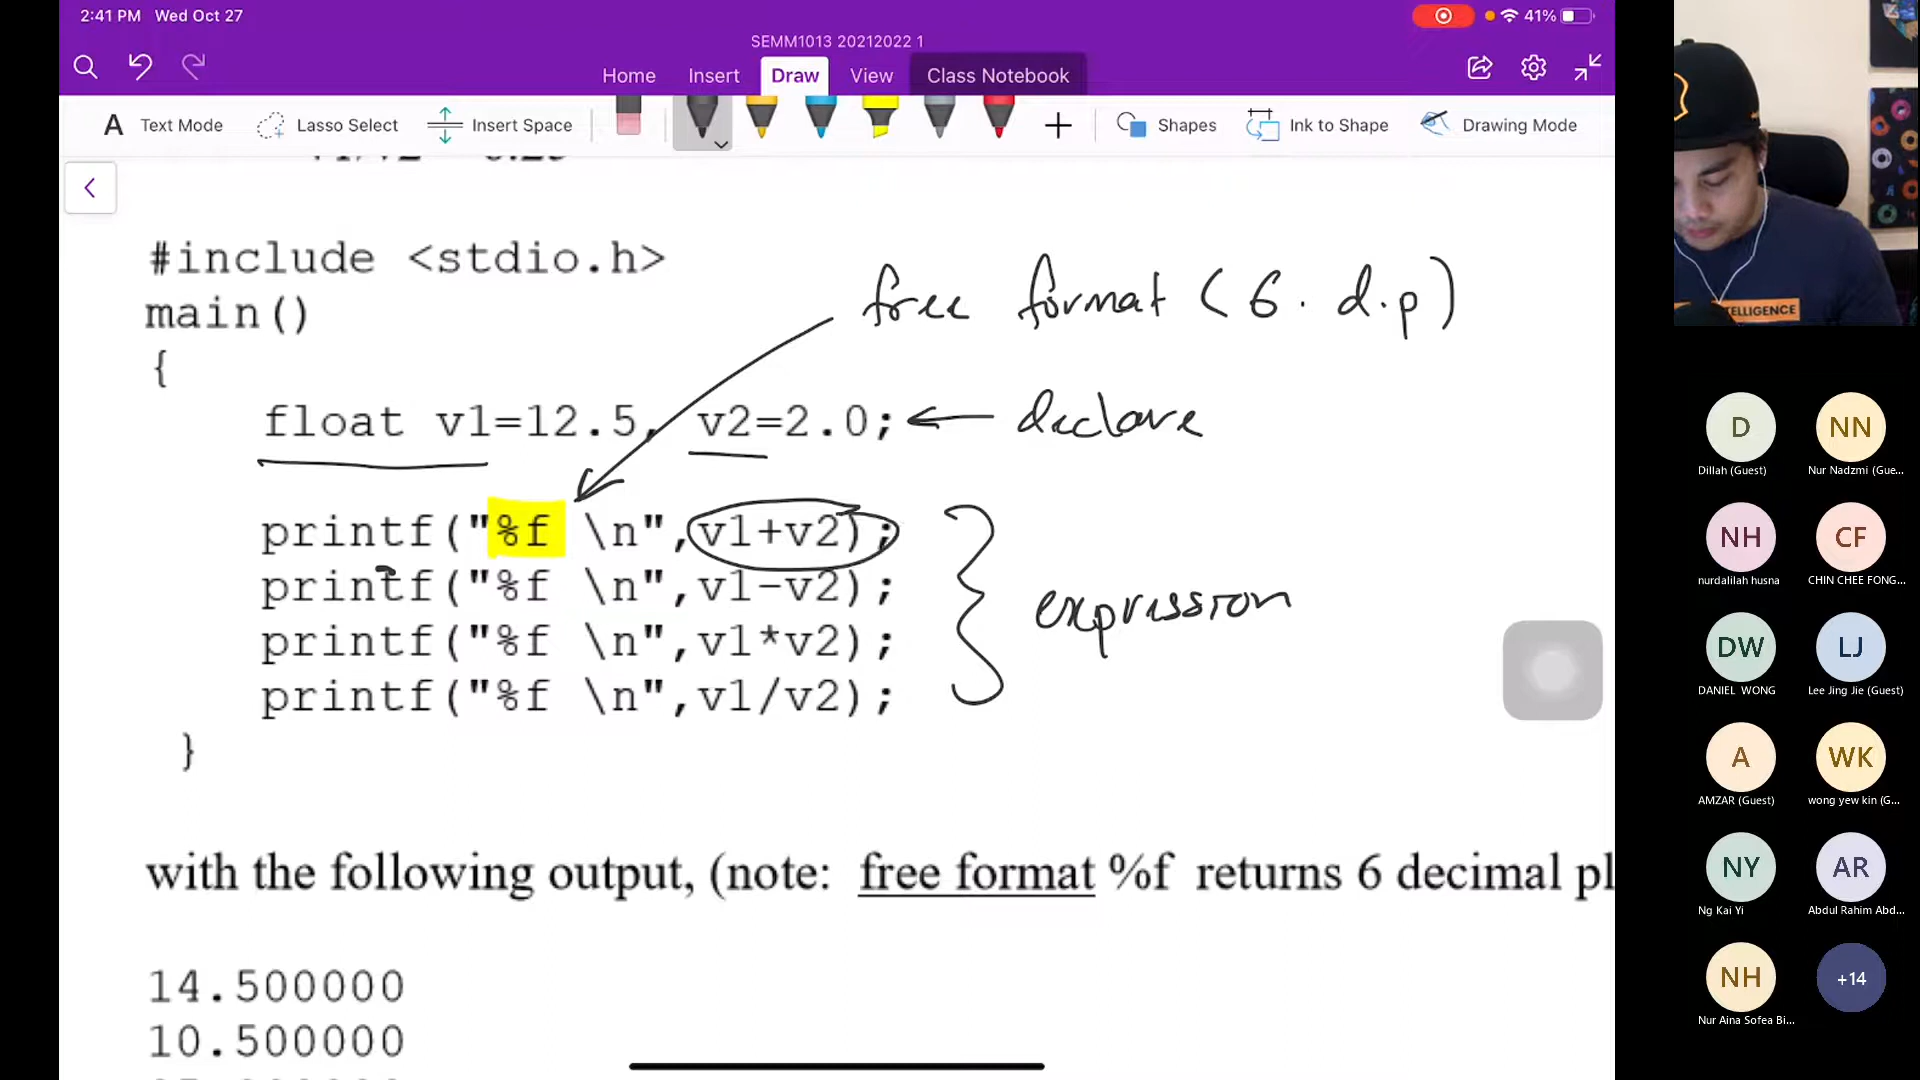 2:41 PM Wed Oct 27
41%
SEMM1013 20212022 1
Home Insert Draw View Class Notebook
A Text Mode Lasso Select Insert Space Shapes Ink to Shape Drawing Mode
#include <stdio.h>
free format (6. d.p)
main()
{
float v1=12.5, v2=2.0; ← declare
printf("%f \n",v1+v2);
printf("%f \n",v1-v2);
expression
printf("%f \n",v1*v2);
printf("%f \n",v1/v2);
}
with the following output, (note: free format %f returns 6 decimal pl
14.500000
10.500000
ELLIGENCE
D
Dillah (Guest)
NN
Nur Nadzmi (Gue...
NH
nurdalilah husna
CF
CHIN CHEE FONG...
DW
DANIEL WONG
LJ
Lee Jing Jie (Guest)
A
AMZAR (Guest)
WK
wong yew kin (G...
NY
Ng Kai Yi
AR
Abdul Rahim Abd...
NH
Nur Aina Sofea Bi...
+14